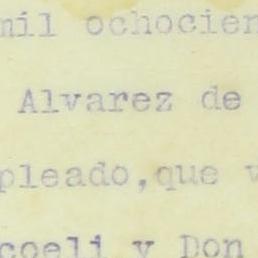 mil ochocien
Alvarez de
pleado, que v
coeli y Don